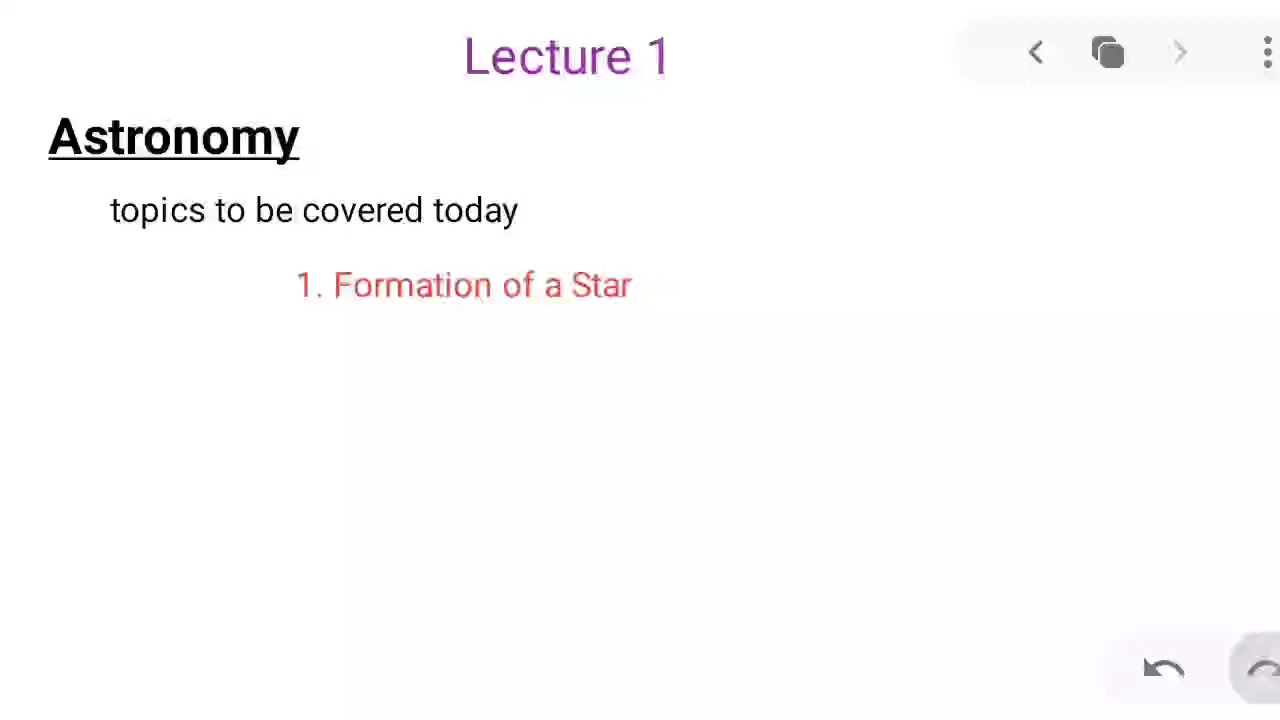 Lecture 1
Astronomy
topics to be covered today
1. Formation of a Star